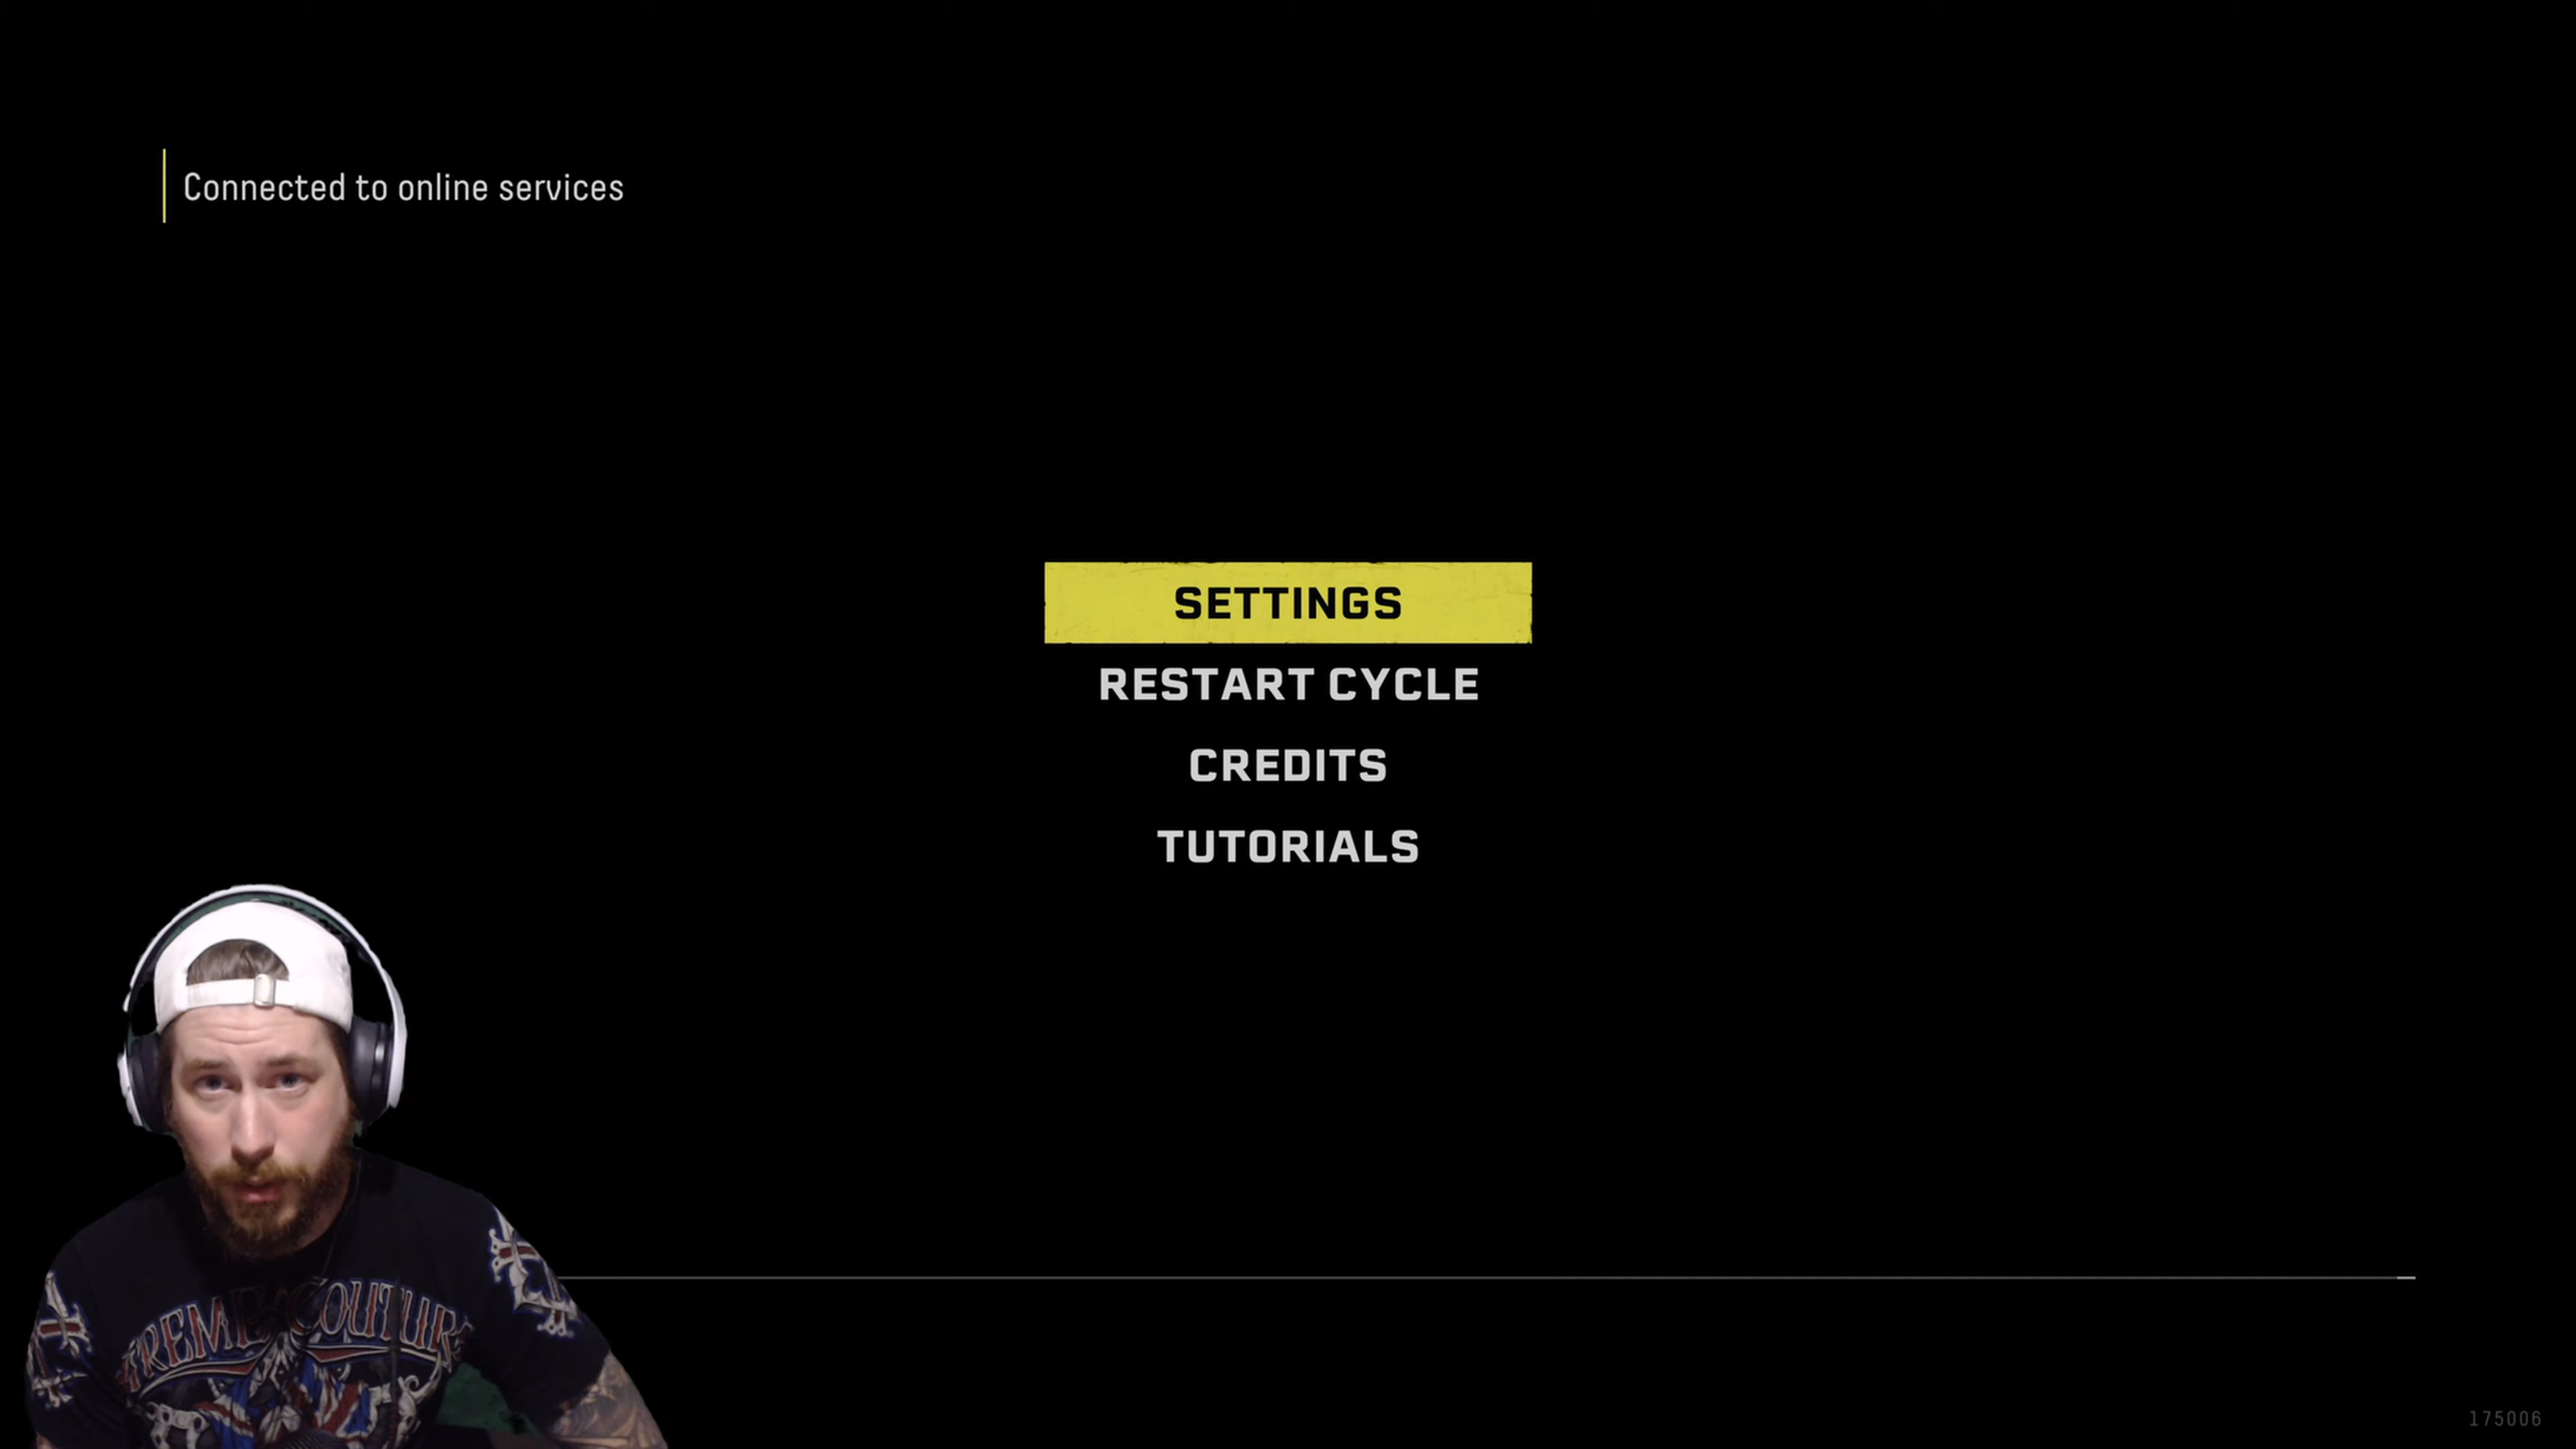 Connected to online services
SETTINGS
RESTART CYCLE
CREDITS
TUTORIALS
175006